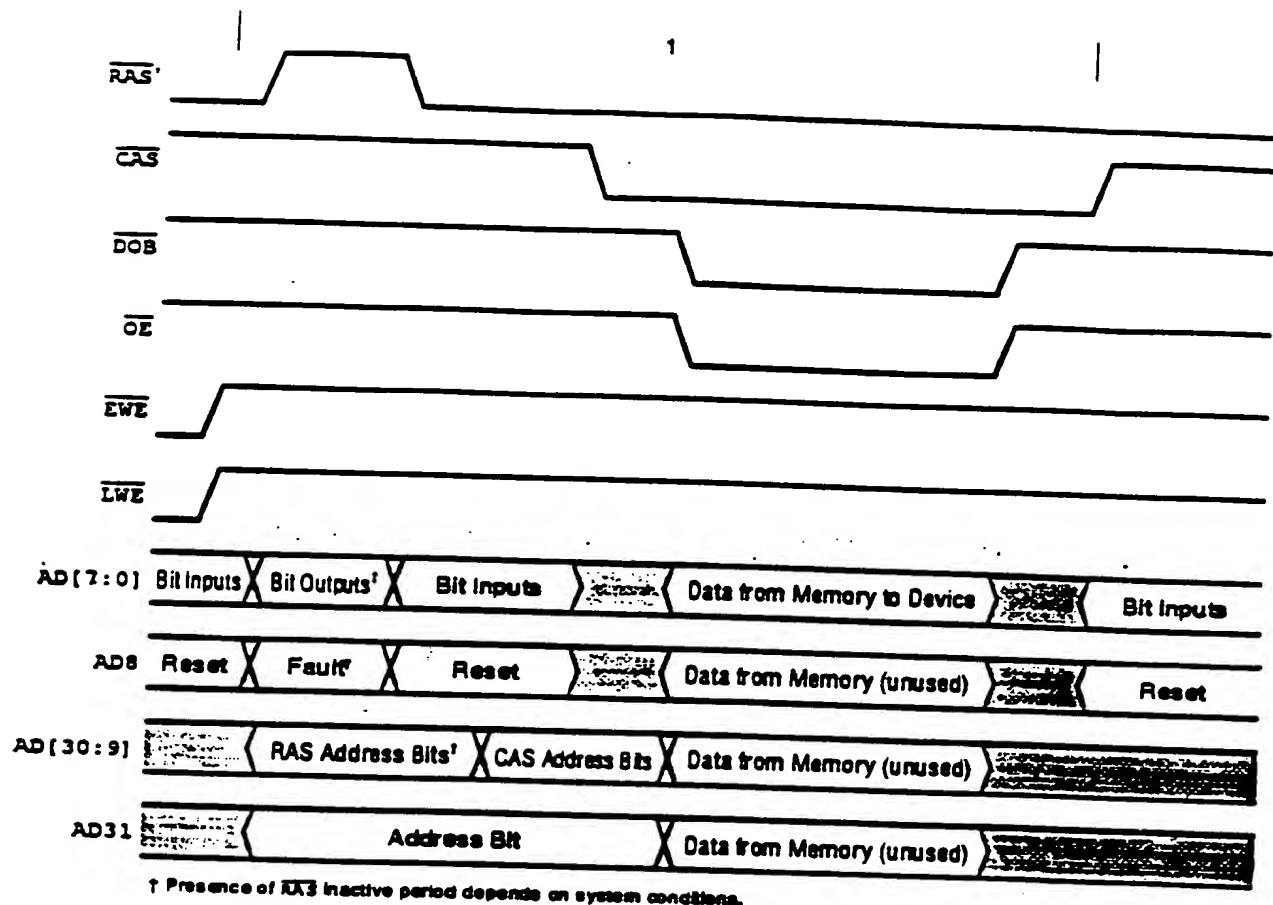 1
RAS†
CAS
DOB
OE
EWE
LWE
AD[7:0] Bit Inputs Bit Outputs† Bit Inputs Data from Memory to Device Bit Inputs
AD8 Reset Fault† Reset Data from Memory (unused) Reset
AD[30:9] RAS Address Bits† CAS Address Bits Data from Memory (unused)
AD31 Address Bit Data from Memory (unused)
† Presence of RAS inactive period depends on system conditions.